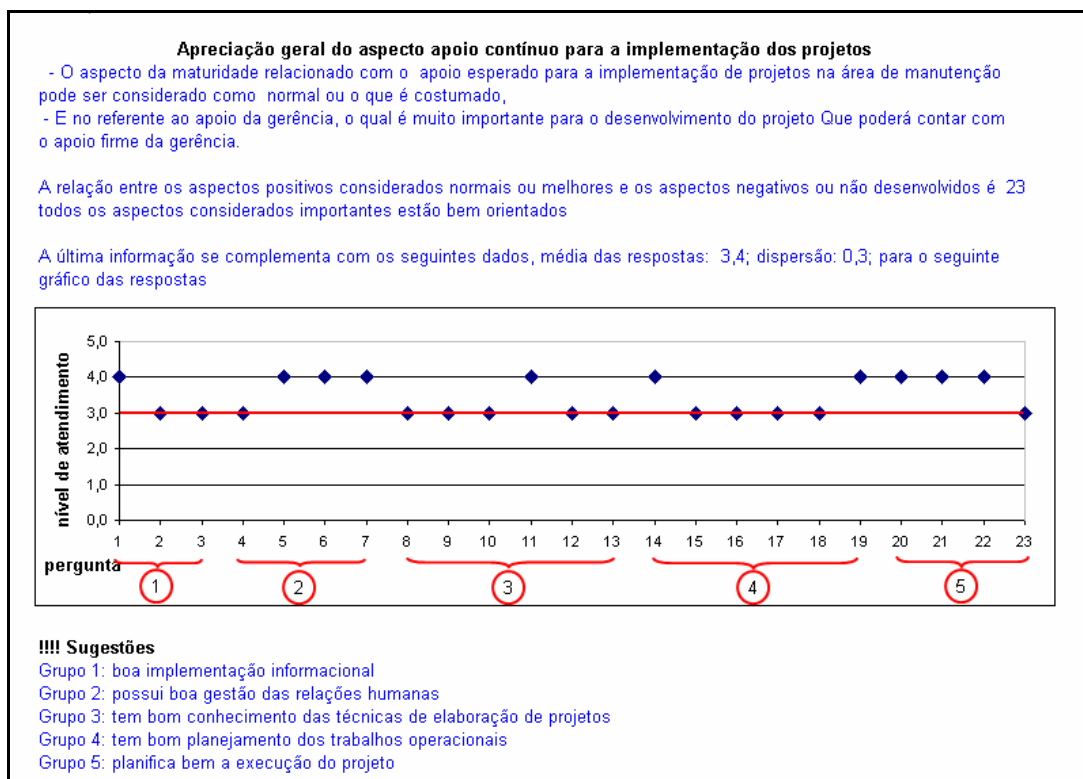 Apreciação geral do aspecto apoio contínuo para a implementação dos projetos
- O aspecto da maturidade relacionado com o apoio esperado para a implementação de projetos na área de manutenção
pode ser considerado como normal ou o que é costumado,
- E no referente ao apoio da gerência, o qual é muito importante para o desenvolvimento do projeto Que poderá contar com
o apoio firme da gerência.
A relação entre os aspectos positivos considerados normais ou melhores e os aspectos negativos ou não desenvolvidos é 23
todos os aspectos considerados importantes estão bem orientados
A última informação se complementa com os seguintes dados, média das respostas: 3,4; dispersão: 0,3; para o seguinte
gráfico das respostas
nível de atendimento
5,0
4,0
3,0
2,0
1,0
0,0
1 2 3 4 5 6 7 8 9 10 11 12 13 14 15 16 17 18 19 20 21 22 23
pergunta
1 2 3 4 5
!!!! Sugestões
Grupo 1: boa implementação informacional
Grupo 2: possui boa gestão das relações humanas
Grupo 3: tem bom conhecimento das técnicas de elaboração de projetos
Grupo 4: tem bom planejamento dos trabalhos operacionais
Grupo 5: planifica bem a execução do projeto